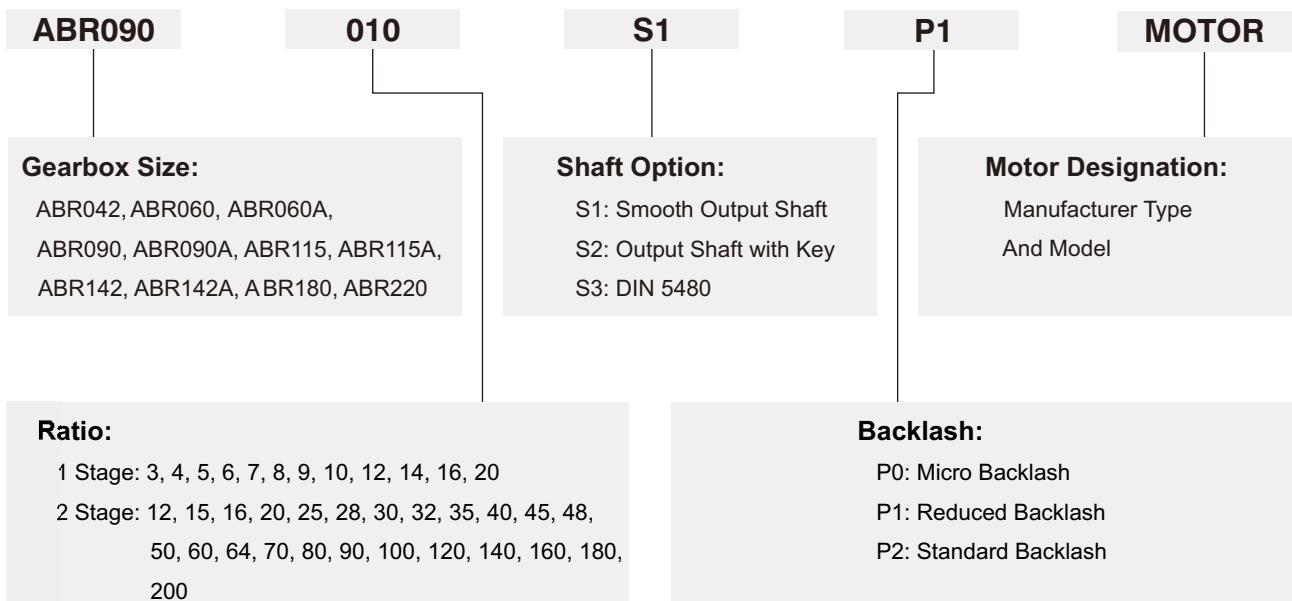 ABR090 010 S1 P1 MOTOR
Gearbox Size:
ABR042, ABR060, ABR060A,
ABR090, ABR090A, ABR115, ABR115A,
ABR142, ABR142A, ABR180, ABR220
Shaft Option:
S1: Smooth Output Shaft
S2: Output Shaft with Key
S3: DIN 5480
Motor Designation:
Manufacturer Type
And Model
Ratio:
1 Stage: 3, 4, 5, 6, 7, 8, 9, 10, 12, 14, 16, 20
2 Stage: 12, 15, 16, 20, 25, 28, 30, 32, 35, 40, 45, 48,
50, 60, 64, 70, 80, 90, 100, 120, 140, 160, 180,
200
Backlash:
P0: Micro Backlash
P1: Reduced Backlash
P2: Standard Backlash